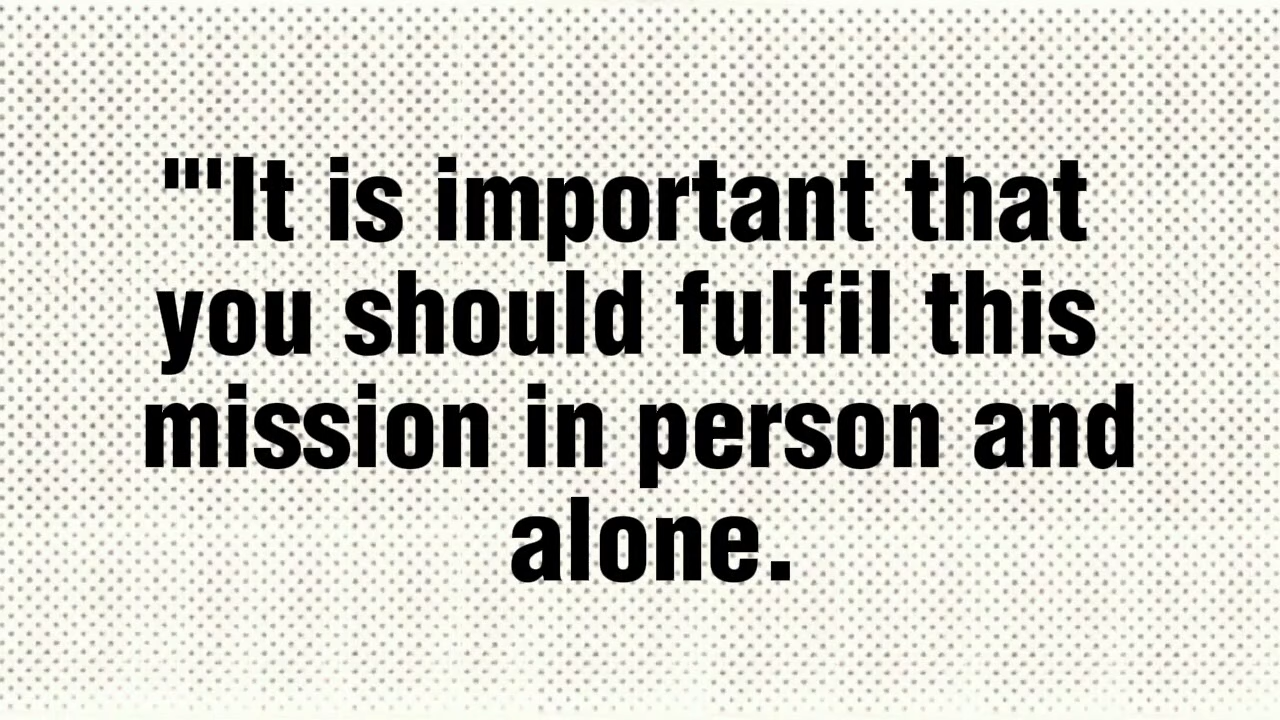 "'It is important that
you should fulfil this
mission in person and
alone.